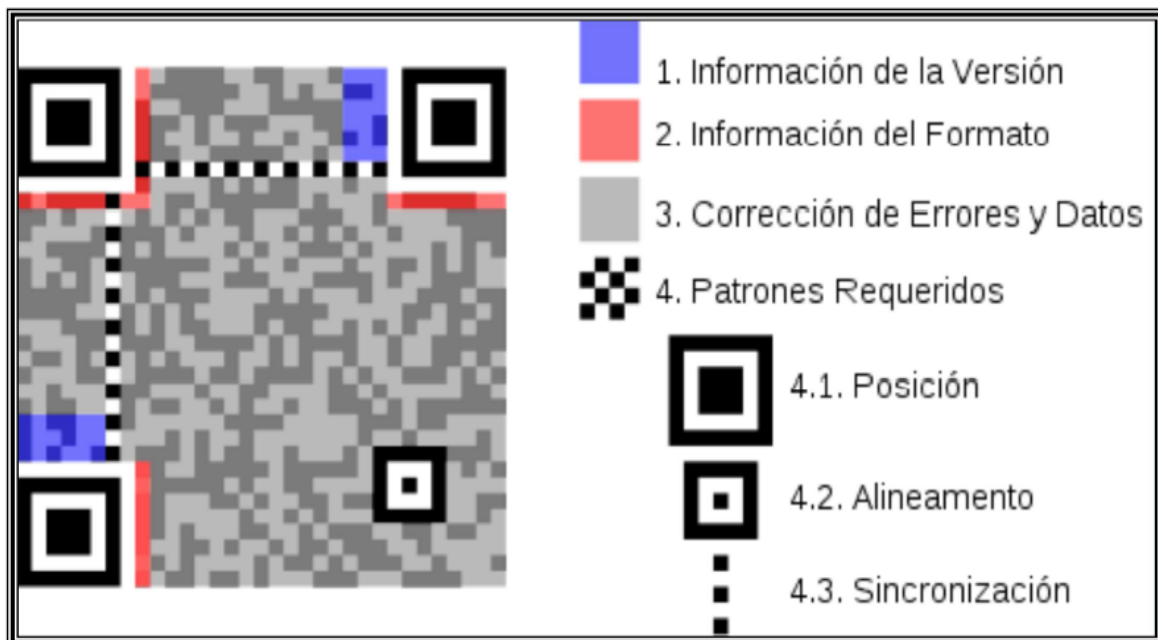 1. Información de la Versión
2. Información del Formato
3. Corrección de Errores y Datos
4. Patrones Requeridos
4.1. Posición
4.2. Alineamento
4.3. Sincronización